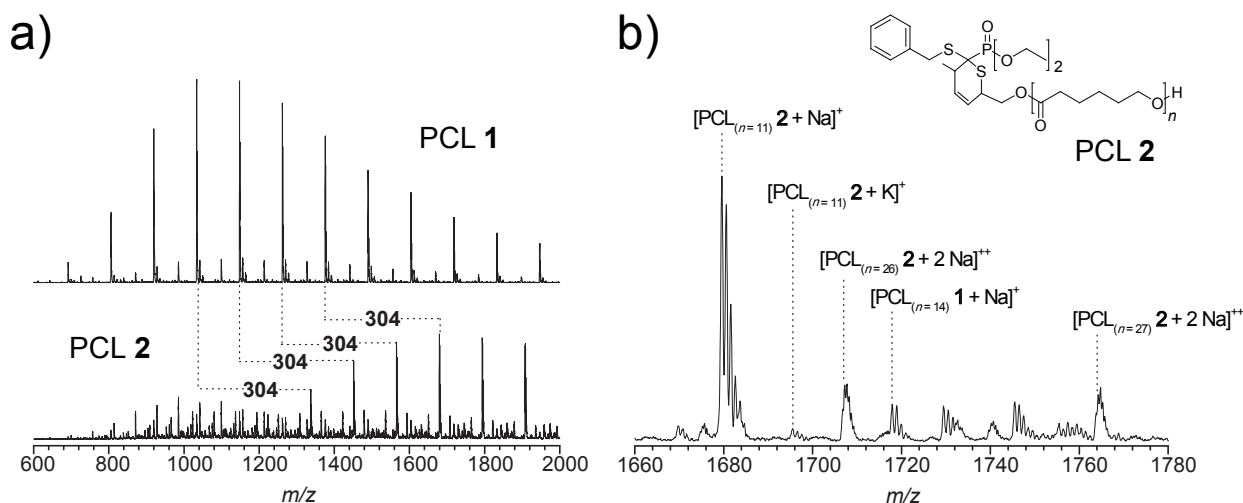 a)
PCL 1
304
304
304
304
PCL 2
600 800 1000 1200 1400 1600 1800 2000
m/z
b)
S
O
P
O
2
S
O
O
O
H
n
PCL 2
[PCL(n=11) 2 + Na]+
[PCL(n=11) 2 + K]+
[PCL(n=26) 2 + 2 Na]++
[PCL(n=14) 1 + Na]+
[PCL(n=27) 2 + 2 Na]++
1660 1680 1700 1720 1740 1760 1780
m/z